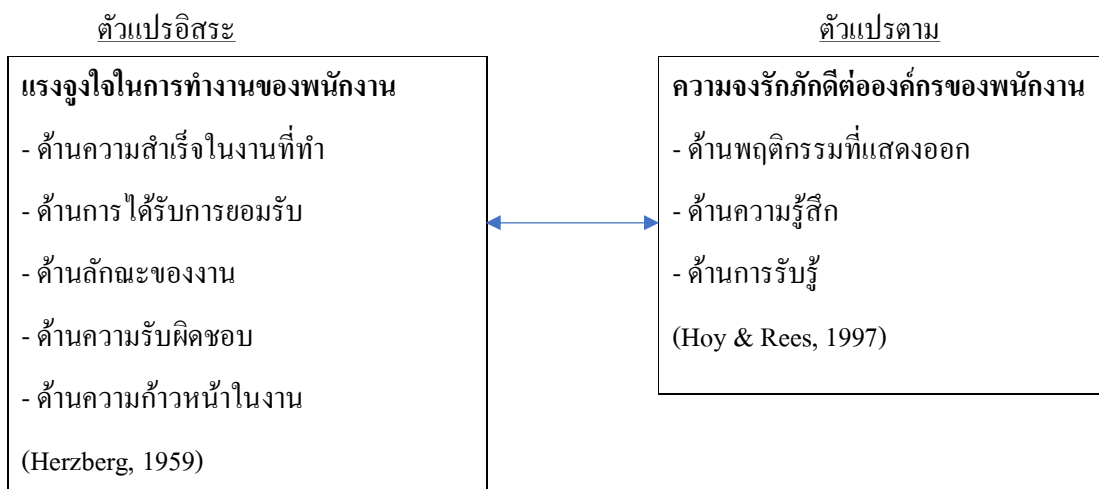 ตัวแปรอิสระ
แรงจูงใจในการทำงานของพนักงาน
- ด้านความสำเร็จในงานที่ทำ
- ด้านการได้รับการยอมรับ
- ด้านลักษณะของงาน
- ด้านความรับผิดชอบ
- ด้านความก้าวหน้าในงาน
(Herzberg, 1959)
ตัวแปรตาม
ความจงรักภักดีต่อองค์กรของพนักงาน
- ด้านพฤติกรรมที่แสดงออก
- ด้านความรู้สึก
- ด้านการรับรู้
(Hoy & Rees, 1997)